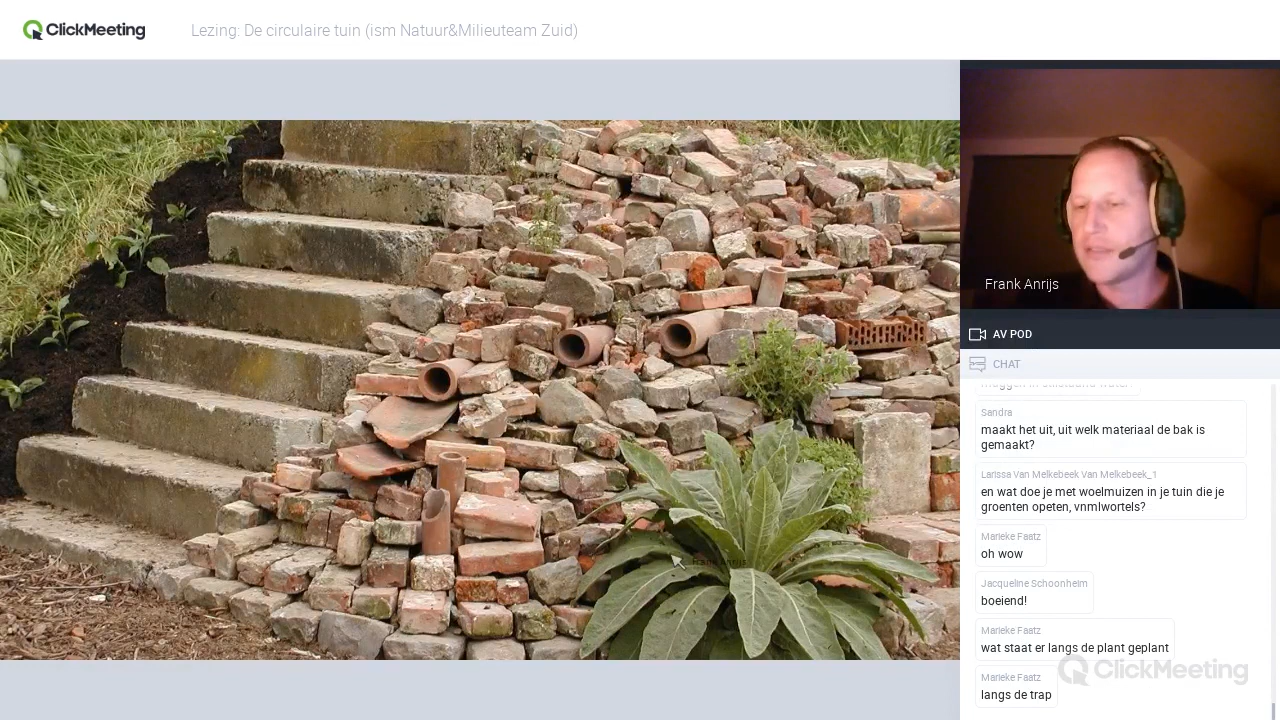 ClickMeeting
Lezing: De circulaire tuin (ism Natuur&Milieuteam Zuid)
Frank Anrijs
AV POD
CHAT
Sandra
maakt het uit, uit welk materiaal de bak is
gemaakt?
Larissa Van Melkebeek Van Melkebeek_1
en wat doe je met woelmuizen in je tuin die je
groenten opeten, vnmlwortels?
Marieke Faatz
oh wow
Jacqueline Schoonheim
boeiend!
Marieke Faatz
wat staat er langs de plant geplant
Marieke Faatz
langs de trap
ClickMeeting
Frank Anrijs